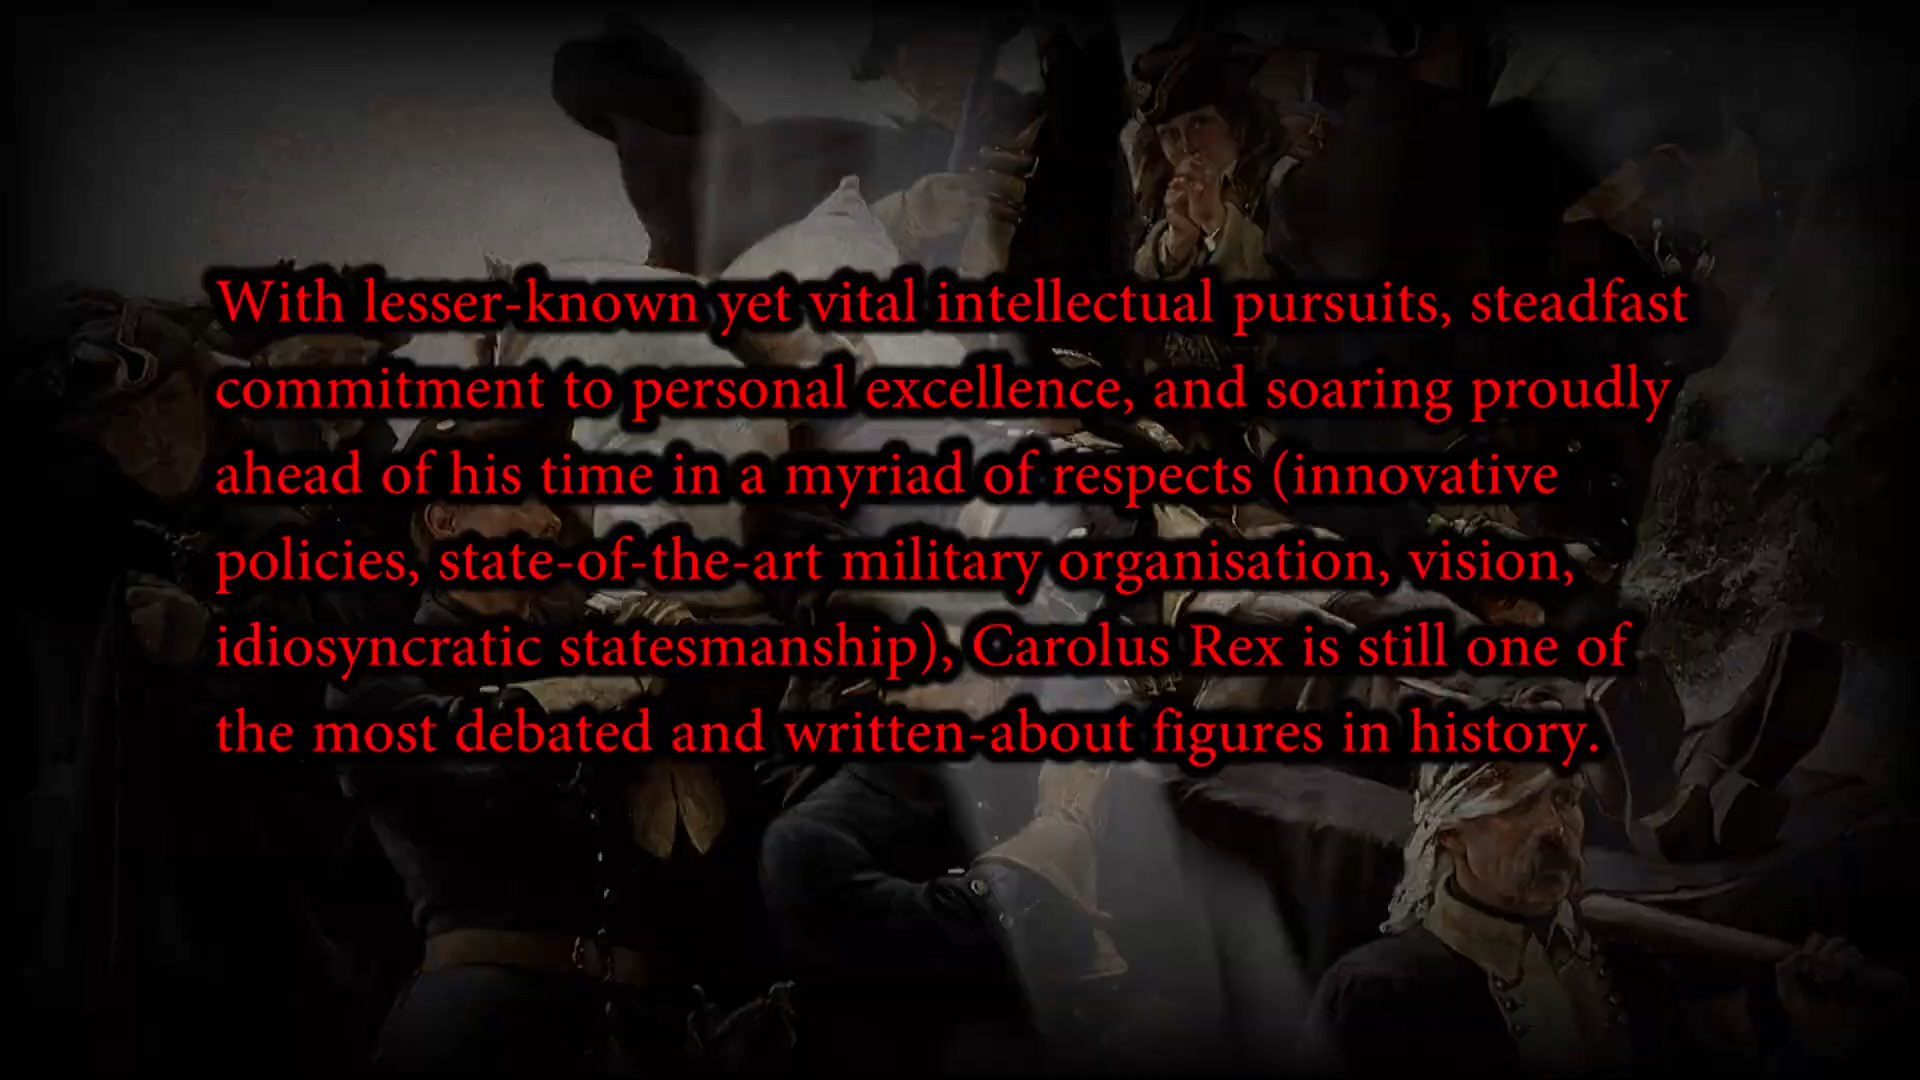 With lesser-known yet vital intellectual pursuits, steadfast
commitment to personal excellence, and soaring proudly
ahead of his time in a myriad of respects (innovative
policies, state-of-the-art military organisation, vision,
idiosyncratic statesmanship), Carolus Rex is still one of
the most debated and written-about figures in history.